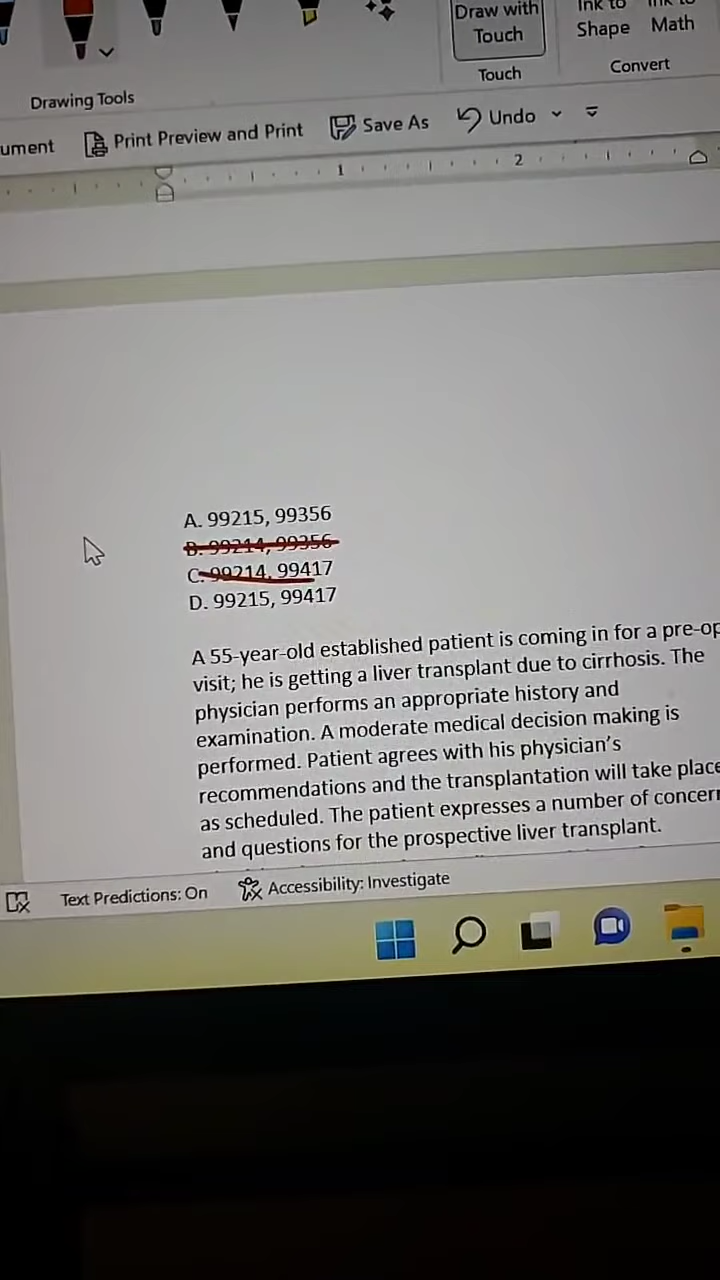 Draw with
Touch
Ink to
Shape
Math
Touch
Convert
Drawing Tools
ument
Print Preview and Print
Save As
Undo
1
2
A. 99215, 99356
B. 99214, 99356
C. 99214, 99417
D. 99215, 99417
A 55-year-old established patient is coming in for a pre-op
visit; he is getting a liver transplant due to cirrhosis. The
physician performs an appropriate history and
examination. A moderate medical decision making is
performed. Patient agrees with his physician's
recommendations and the transplantation will take place
as scheduled. The patient expresses a number of concern
and questions for the prospective liver transplant.
Text Predictions: On
Accessibility: Investigate